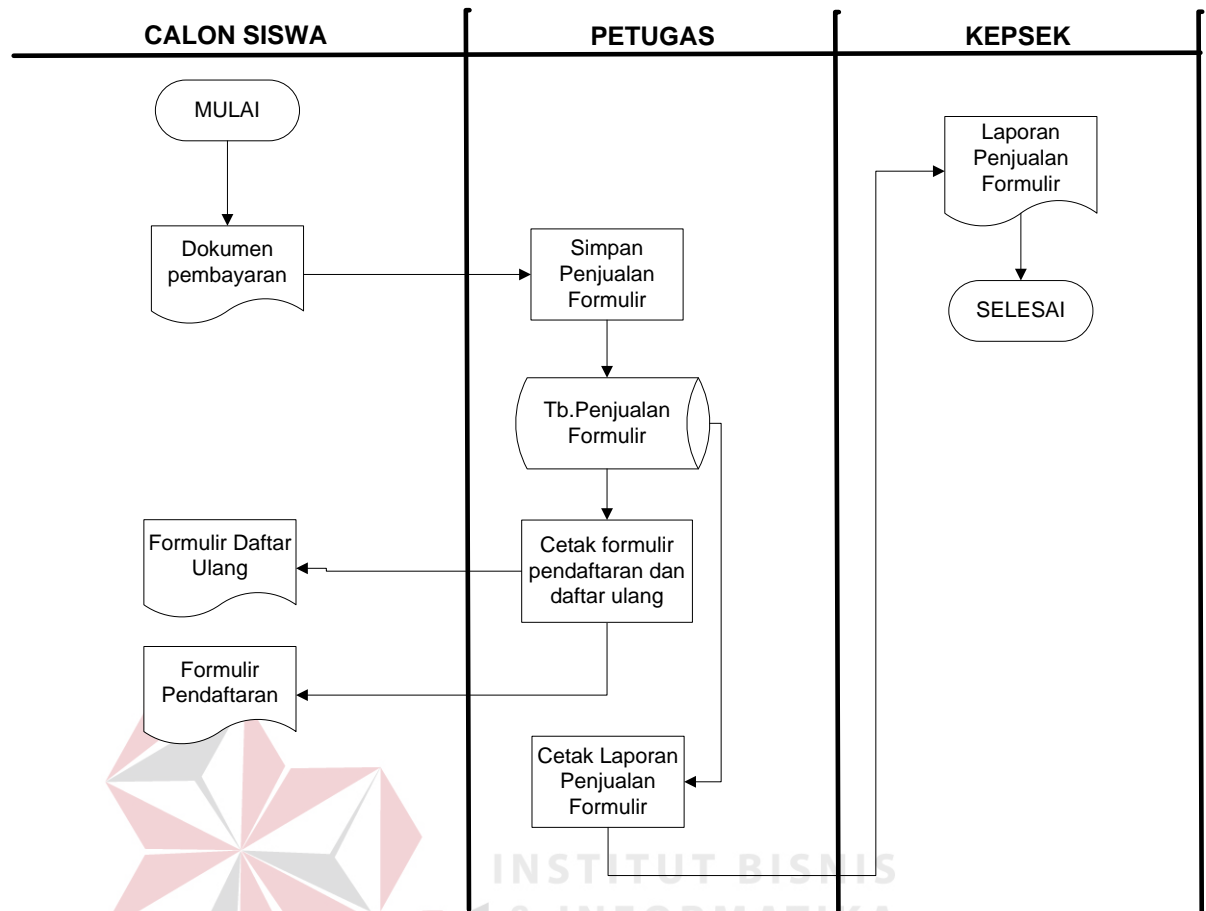 CALON SISWA
PETUGAS
KEPSEK
MULAI
Laporan
Penjualan
Formulir
Dokumen
pembayaran
Simpan
Penjualan
Formulir
SELESAI
Tb.Penjualan
Formulir
Formulir Daftar
Ulang
Cetak formulir
pendaftaran dan
daftar ulang
Formulir
Pendaftaran
Cetak Laporan
Penjualan
Formulir
INSTITUT BISNIS
& INFORMATIKA